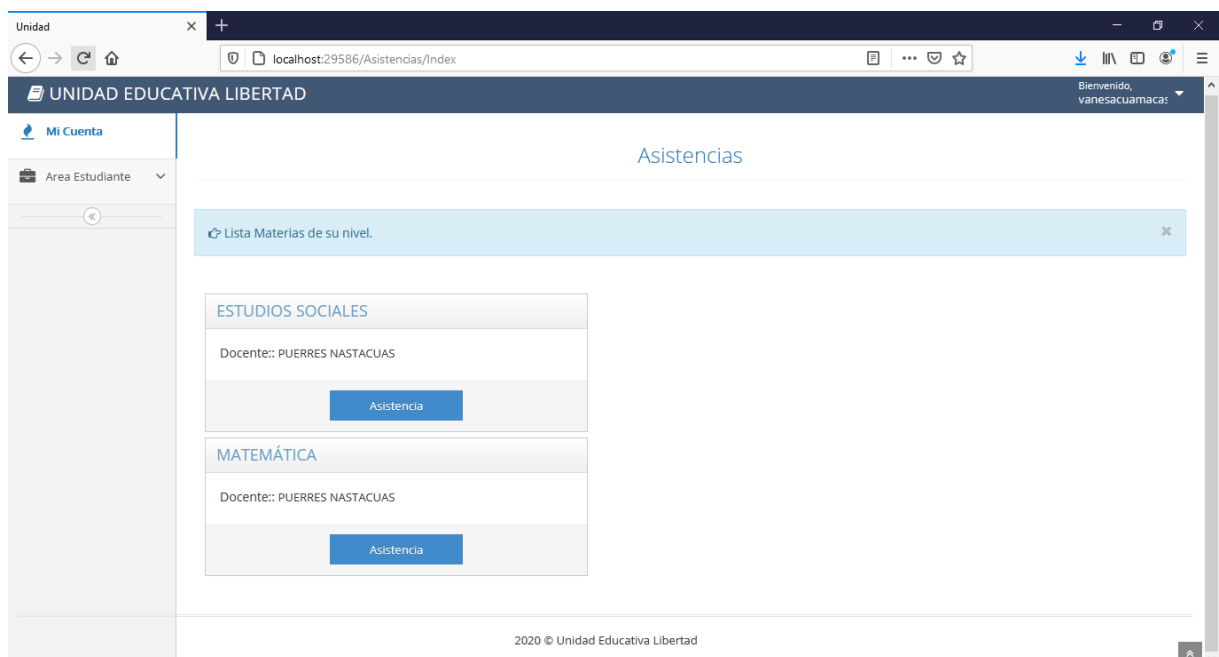 Unidad
localhost:29586/Asistencias/Index
UNIDAD EDUCATIVA LIBERTAD
Bienvenido,
vanesacuamacas
Mi Cuenta
Area Estudiante
Asistencias
Lista Materias de su nivel.
ESTUDIOS SOCIALES
Docente:: PUERRES NASTACUAS
Asistencia
MATEMÁTICA
Docente:: PUERRES NASTACUAS
Asistencia
2020 © Unidad Educativa Libertad